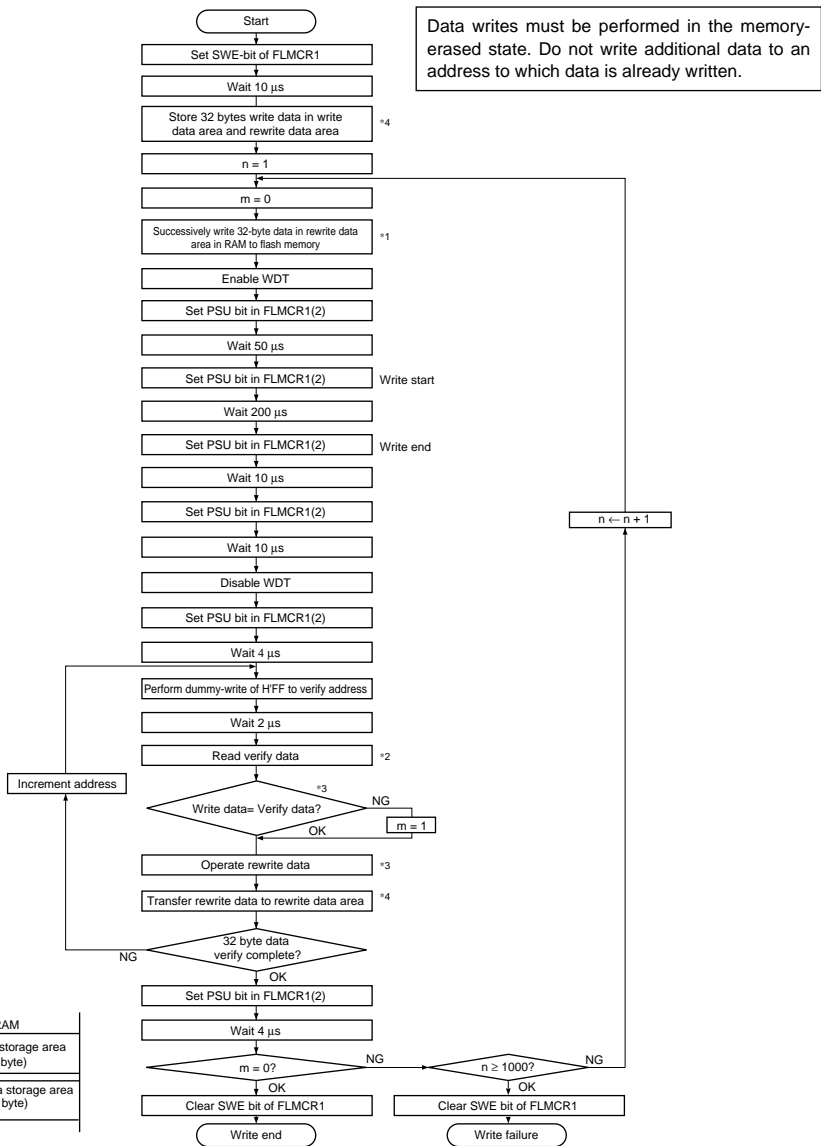 Start
Data writes must be performed in the memory-
erased state. Do not write additional data to an
address to which data is already written.
Set SWE-bit of FLMCR1
Wait 10 μs
Store 32 bytes write data in write
data area and rewrite data area
*4
n = 1
m = 0
Successively write 32-byte data in rewrite data
area in RAM to flash memory
*1
Enable WDT
Set PSU bit in FLMCR1(2)
Wait 50 μs
Set PSU bit in FLMCR1(2)
Write start
Wait 200 μs
Set PSU bit in FLMCR1(2)
Write end
Wait 10 μs
Set PSU bit in FLMCR1(2)
n ← n + 1
Wait 10 μs
Disable WDT
Set PSU bit in FLMCR1(2)
Wait 4 μs
Perform dummy-write of H'FF to verify address
Wait 2 μs
Read verify data
*2
Increment address
*3
Write data= Verify data?
NG
m = 1
OK
Operate rewrite data
*3
Transfer rewrite data to rewrite data area
*4
32 byte data
verify complete?
NG
OK
Set PSU bit in FLMCR1(2)
Wait 4 μs
RAM
storage area
byte)
a storage area
byte)
m = 0?
NG
n ≥ 1000?
NG
OK
OK
Clear SWE bit of FLMCR1
Clear SWE bit of FLMCR1
Write end
Write failure